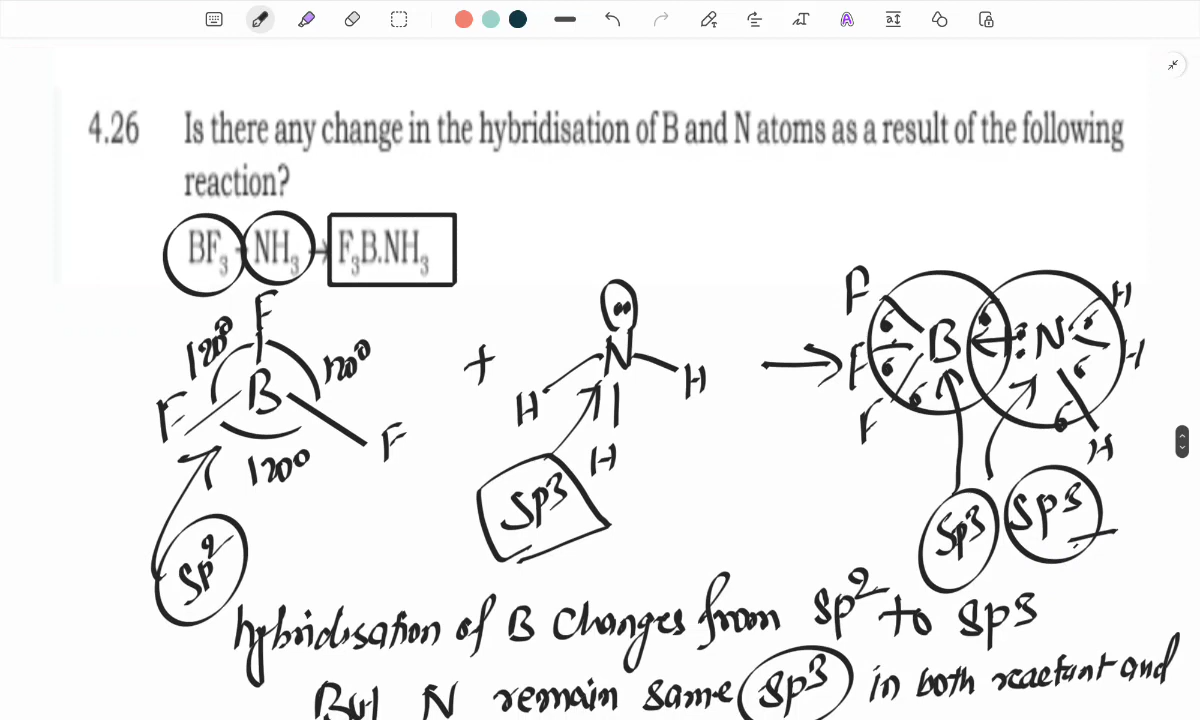 4.26 Is there any change in the hybridisation of B and N atoms as a result of the following
reaction?
BF₃ + NH₃ → F₃B.NH₃
F
120°
120°
B
F
F
120°
sp²
+
N
H
H
H
sp3
→
F
F
F
B
N
H
H
H
sp3
sp3
hybridisation of B Changes from sp² to sp3
But N remain same sp3 in both reactant and